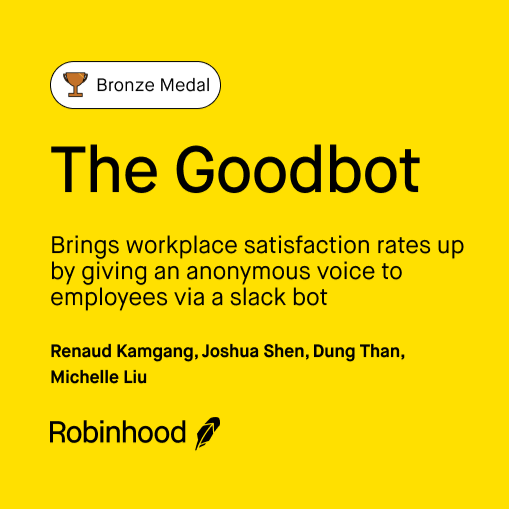 Bronze Medal
The Goodbot
Brings workplace satisfaction rates up
by giving an anonymous voice to
employees via a slack bot
Renaud Kamgang, Joshua Shen, Dung Than,
Michelle Liu
Robinhood